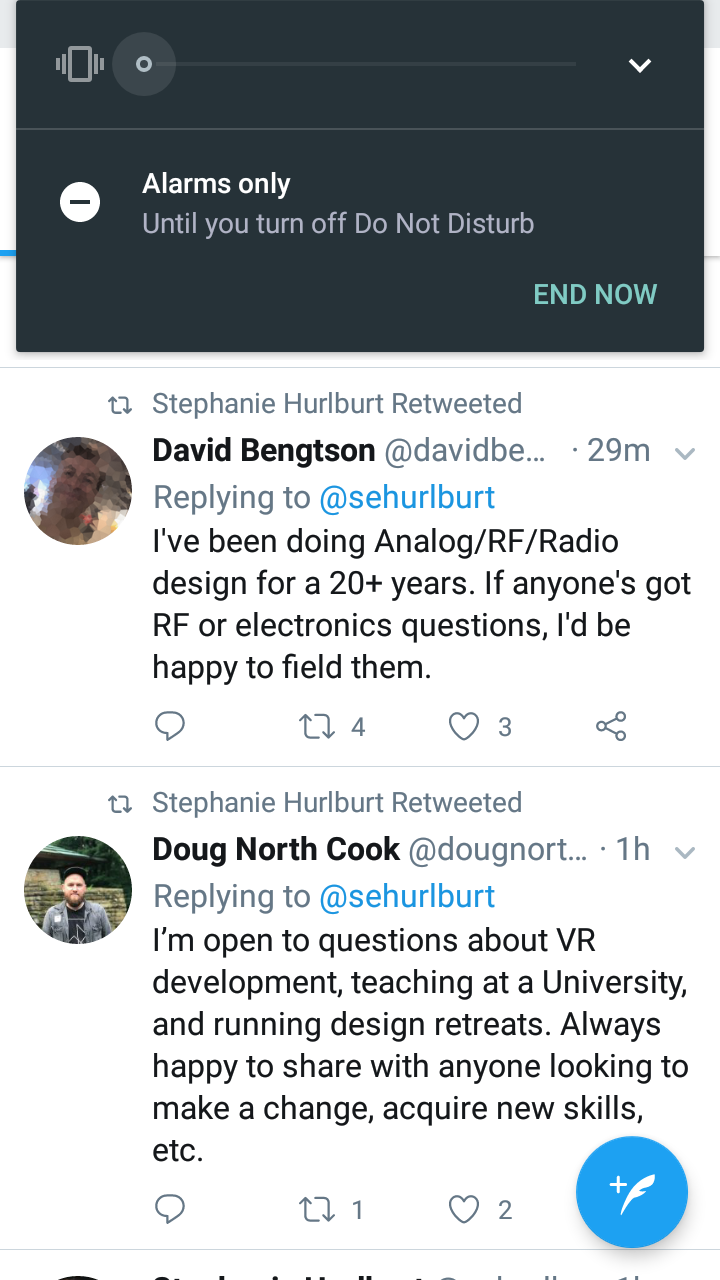 Alarms only
Until you turn off Do Not Disturb
END NOW
Stephanie Hurlburt Retweeted
David Bengtson @davidbe... · 29m
Replying to @sehurlburt
I've been doing Analog/RF/Radio
design for a 20+ years. If anyone's got
RF or electronics questions, I'd be
happy to field them.
4 3
Stephanie Hurlburt Retweeted
Doug North Cook @dougnort... · 1h
Replying to @sehurlburt
I’m open to questions about VR
development, teaching at a University,
and running design retreats. Always
happy to share with anyone looking to
make a change, acquire new skills,
etc.
1 2